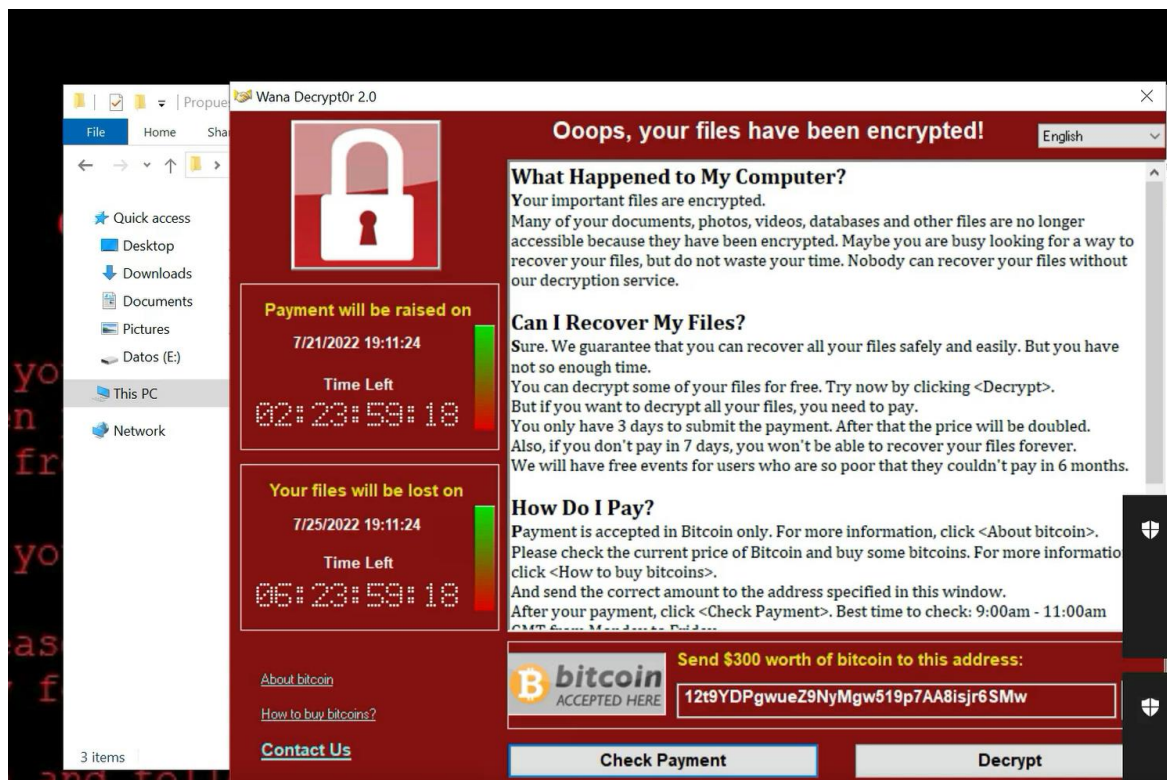 Propue
Wana Decrypt0r 2.0
File Home Sha
Quick access
Desktop
Downloads
Documents
Pictures
Datos (E:)
This PC
Network
3 items
Ooops, your files have been encrypted!
English
Payment will be raised on
7/21/2022 19:11:24
Time Left
02:23:59:18
Your files will be lost on
7/25/2022 19:11:24
Time Left
06:23:59:18
About bitcoin
How to buy bitcoins?
Contact Us
What Happened to My Computer?
Your important files are encrypted.
Many of your documents, photos, videos, databases and other files are no longer
accessible because they have been encrypted. Maybe you are busy looking for a way to
recover your files, but do not waste your time. Nobody can recover your files without
our decryption service.
Can I Recover My Files?
Sure. We guarantee that you can recover all your files safely and easily. But you have
not so enough time.
You can decrypt some of your files for free. Try now by clicking <Decrypt>.
But if you want to decrypt all your files, you need to pay.
You only have 3 days to submit the payment. After that the price will be doubled.
Also, if you don't pay in 7 days, you won't be able to recover your files forever.
We will have free events for users who are so poor that they couldn't pay in 6 months.
How Do I Pay?
Payment is accepted in Bitcoin only. For more information, click <About bitcoin>.
Please check the current price of Bitcoin and buy some bitcoins. For more informatio
click <How to buy bitcoins>.
And send the correct amount to the address specified in this window.
After your payment, click <Check Payment>. Best time to check: 9:00am - 11:00am
GMT from Monday to Friday
bitcoin
ACCEPTED HERE
Send $300 worth of bitcoin to this address:
12t9YDPgwueZ9NyMgw519p7AA8isjr6SMw
Check Payment
Decrypt
yo
n
fr
yo
as
f
and foll